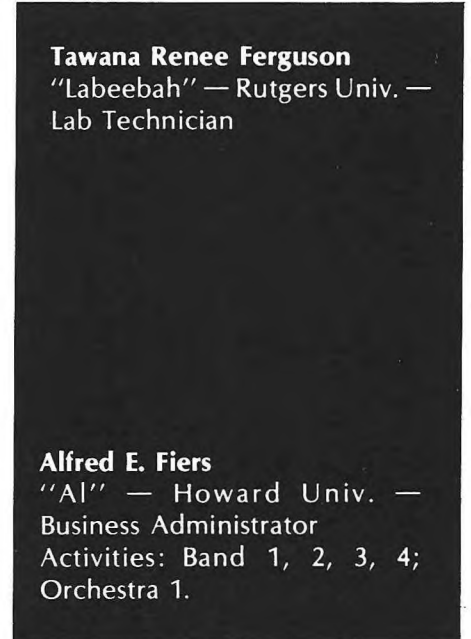 Tawana Renee Ferguson
"Labeebah" — Rutgers Univ. —
Lab Technician
Alfred E. Fiers
"Al" — Howard Univ. —
Business Administrator
Activities: Band 1, 2, 3, 4;
Orchestra 1.